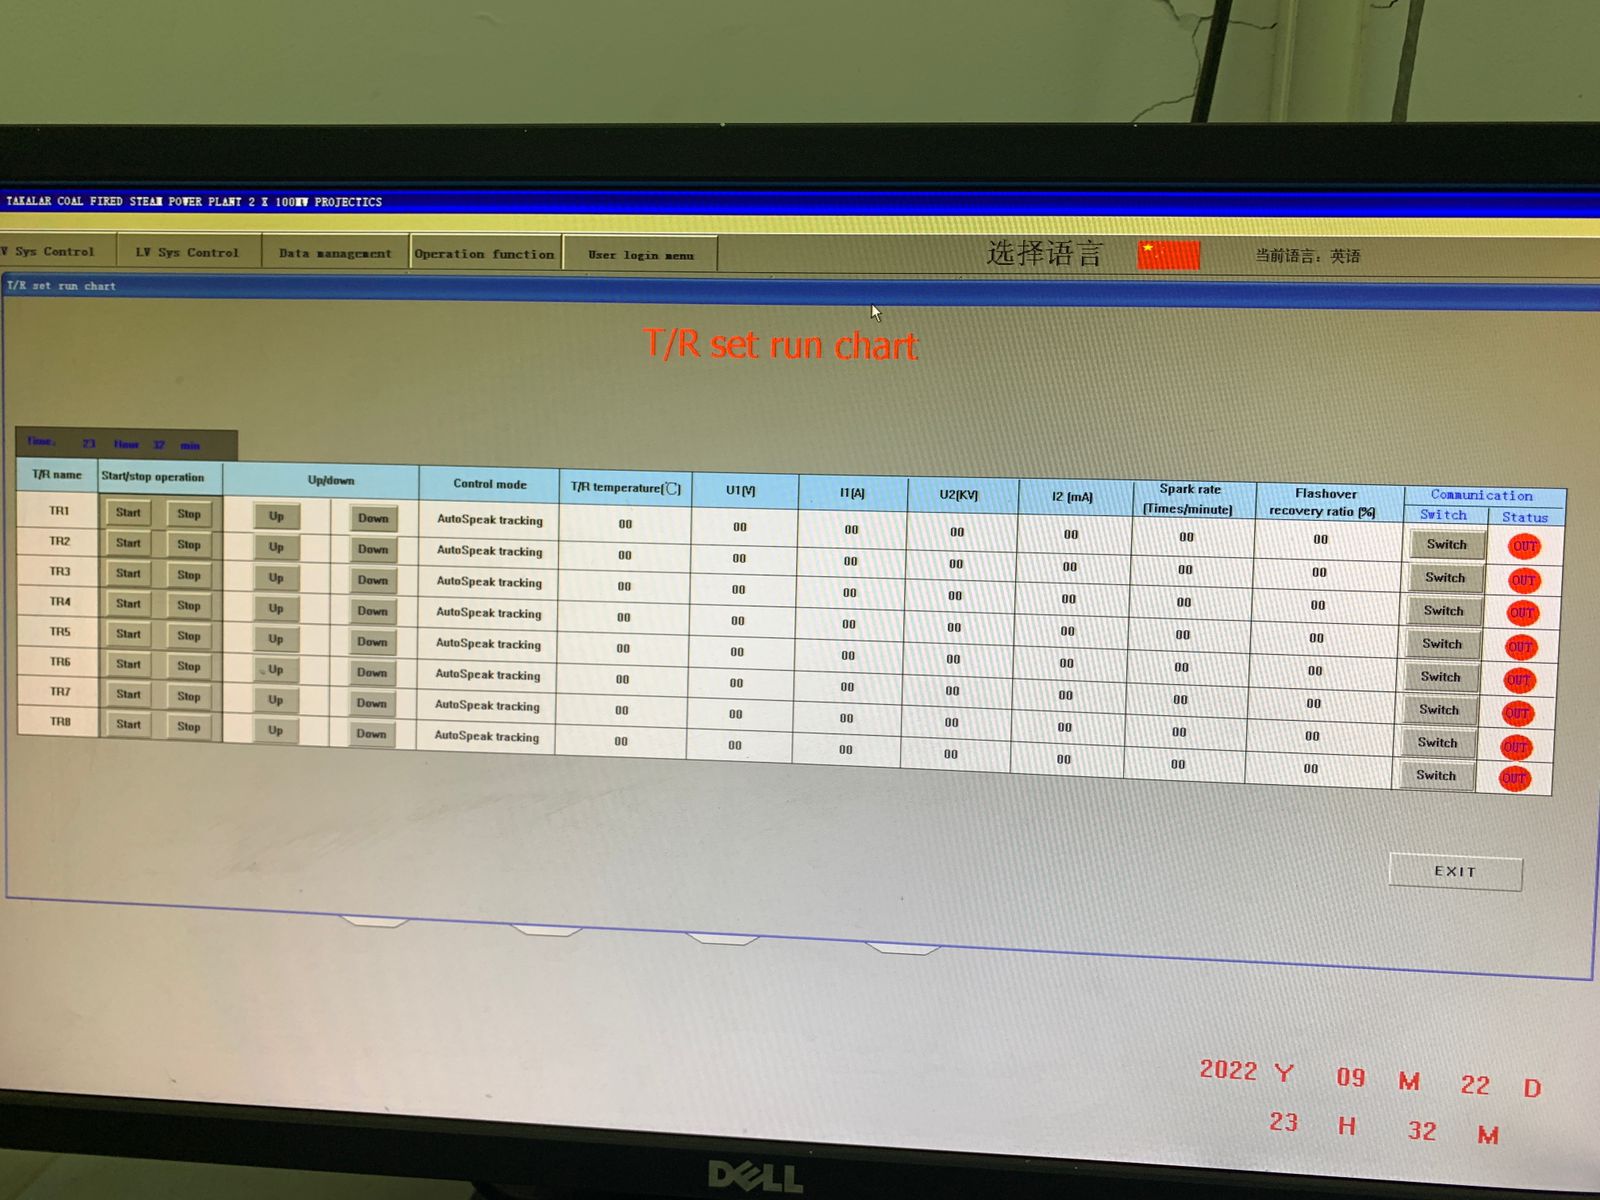 TAKALAR COAL FIRED STEAM POWER PLANT 2 X 100MW PROJECTICS
V Sys Control LV Sys Control Data management Operation function User login menu 选择语言 当前语言：英语
T/R set run chart
T/R set run chart
Time: 23 Hour 32 min
T/R name Start/stop operation Up/down Control mode T/R temperature(℃) U1(V) I1(A) U2(KV) I2 (mA) Spark rate (Times/minute) Flashover recovery ratio (%) Communication
Switch Status
TR1 Start Stop Up Down AutoSpeak tracking 00 00 00 00 00 00 00 Switch OUT
TR2 Start Stop Up Down AutoSpeak tracking 00 00 00 00 00 00 00 Switch OUT
TR3 Start Stop Up Down AutoSpeak tracking 00 00 00 00 00 00 00 Switch OUT
TR4 Start Stop Up Down AutoSpeak tracking 00 00 00 00 00 00 00 Switch OUT
TR5 Start Stop Up Down AutoSpeak tracking 00 00 00 00 00 00 00 Switch OUT
TR6 Start Stop Up Down AutoSpeak tracking 00 00 00 00 00 00 00 Switch OUT
TR7 Start Stop Up Down AutoSpeak tracking 00 00 00 00 00 00 00 Switch OUT
TR8 Start Stop Up Down AutoSpeak tracking 00 00 00 00 00 00 00 Switch OUT
EXIT
2022 Y 09 M 22 D
23 H 32 M
DELL